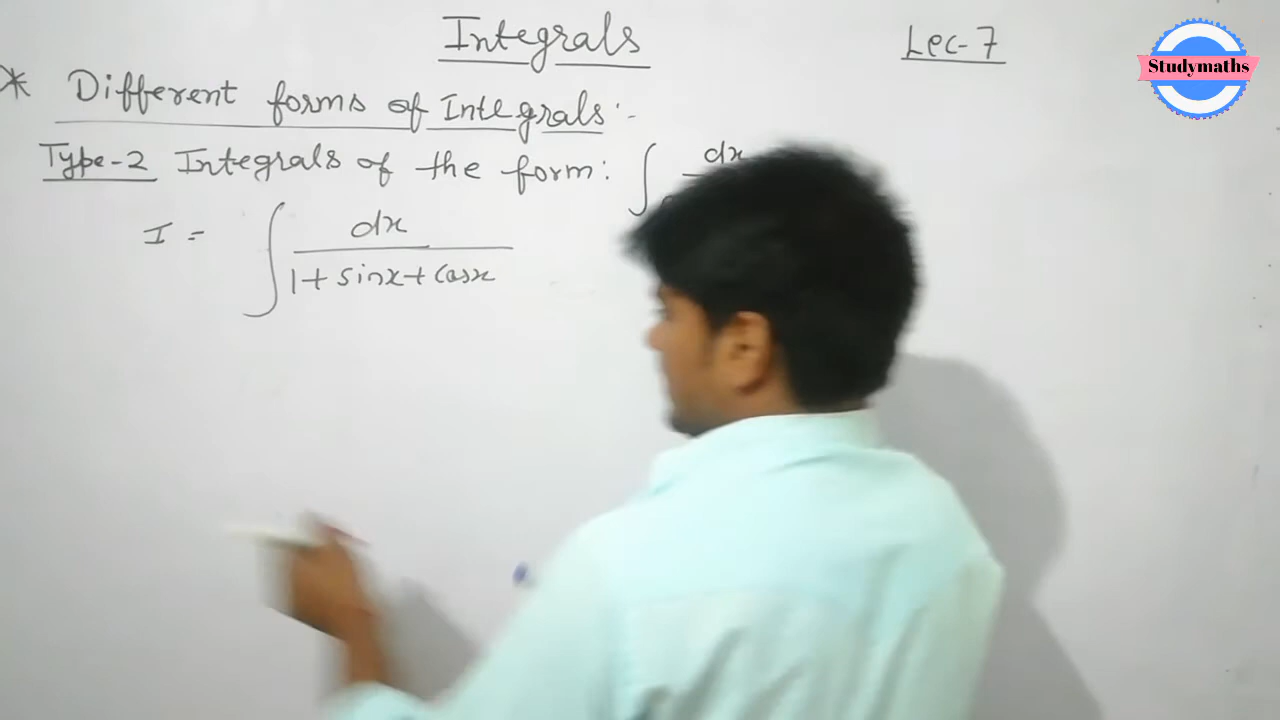 Integrals
Lec-7
Studymaths
* Different forms of Integrals:-
Type-2 Integrals of the form: ∫ dx
I = ∫ dx
1+ sinx + cosx